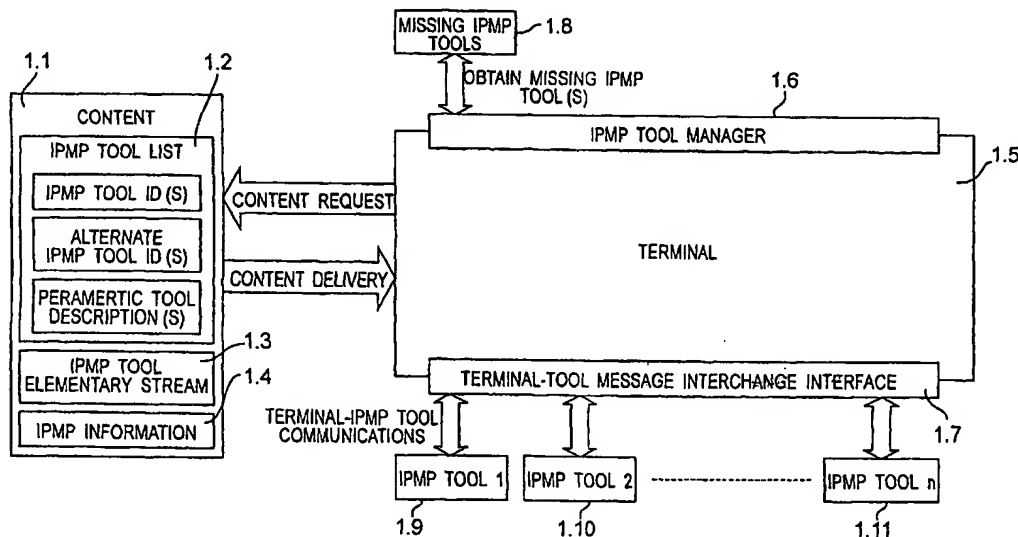 MISSING IPMP
TOOLS
1.8
OBTAIN MISSING IPMP
TOOL(S)
1.1
1.2
CONTENT
IPMP TOOL LIST
IPMP TOOL ID(S)
ALTERNATE
IPMP TOOL ID(S)
PERAMERTIC TOOL
DESCRIPTION(S)
1.3
IPMP TOOL
ELEMENTARY STREAM
1.4
IPMP INFORMATION
CONTENT REQUEST
CONTENT DELIVERY
1.6
IPMP TOOL MANAGER
1.5
TERMINAL
TERMINAL-TOOL MESSAGE INTERCHANGE INTERFACE
1.7
TERMINAL-IPMP TOOL
COMMUNICATIONS
IPMP TOOL 1
IPMP TOOL 2
IPMP TOOL n
1.9
1.10
1.11